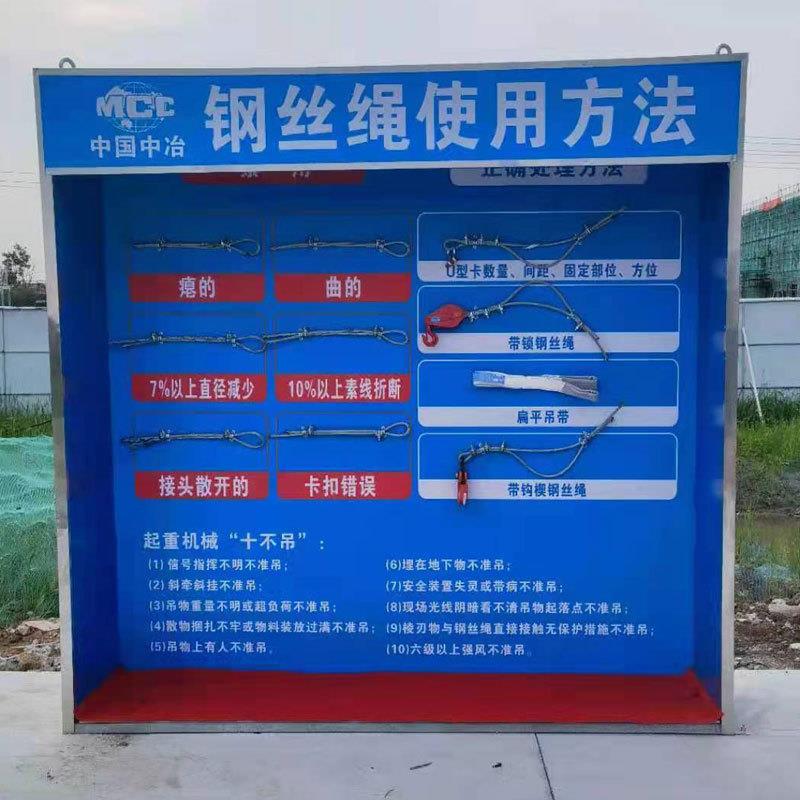 MCC
中国中冶
钢丝绳使用方法
禁用
正确处理方法
瘪的
曲的
7%以上直径减少
10%以上素线折断
接头散开的
卡扣错误
U型卡数量、间距、固定部位、方位
带锁钢丝绳
扁平吊带
带钩楔钢丝绳
起重机械“十不吊”：
(1) 信号指挥不明不准吊；
(2) 斜牵斜挂不准吊；
(3) 吊物重量不明或超负荷不准吊；
(4) 散物捆扎不牢或物料装放过满不准吊；
(5) 吊物上有人不准吊。
(6) 埋在地下物不准吊；
(7) 安全装置失灵或带病不准吊；
(8) 现场光线阴暗看不清吊物起落点不准吊；
(9) 棱刃物与钢丝绳直接接触无保护措施不准吊；
(10) 六级以上强风不准吊。